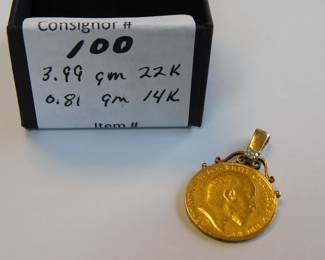 Consignor #
100
3.99 gm 22K
0.81 gm 14K
Item #